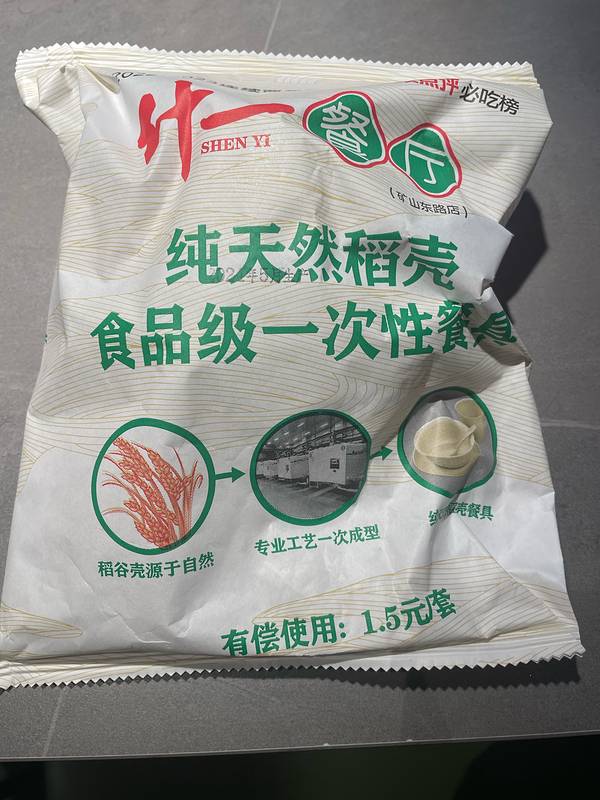 必吃榜
什一
SHEN YI
餐
行
（矿山东路店）
纯天然稻壳
食品级一次性餐具
稻谷壳源于自然
专业工艺一次成型
壳餐具
有偿使用：1.5元/套